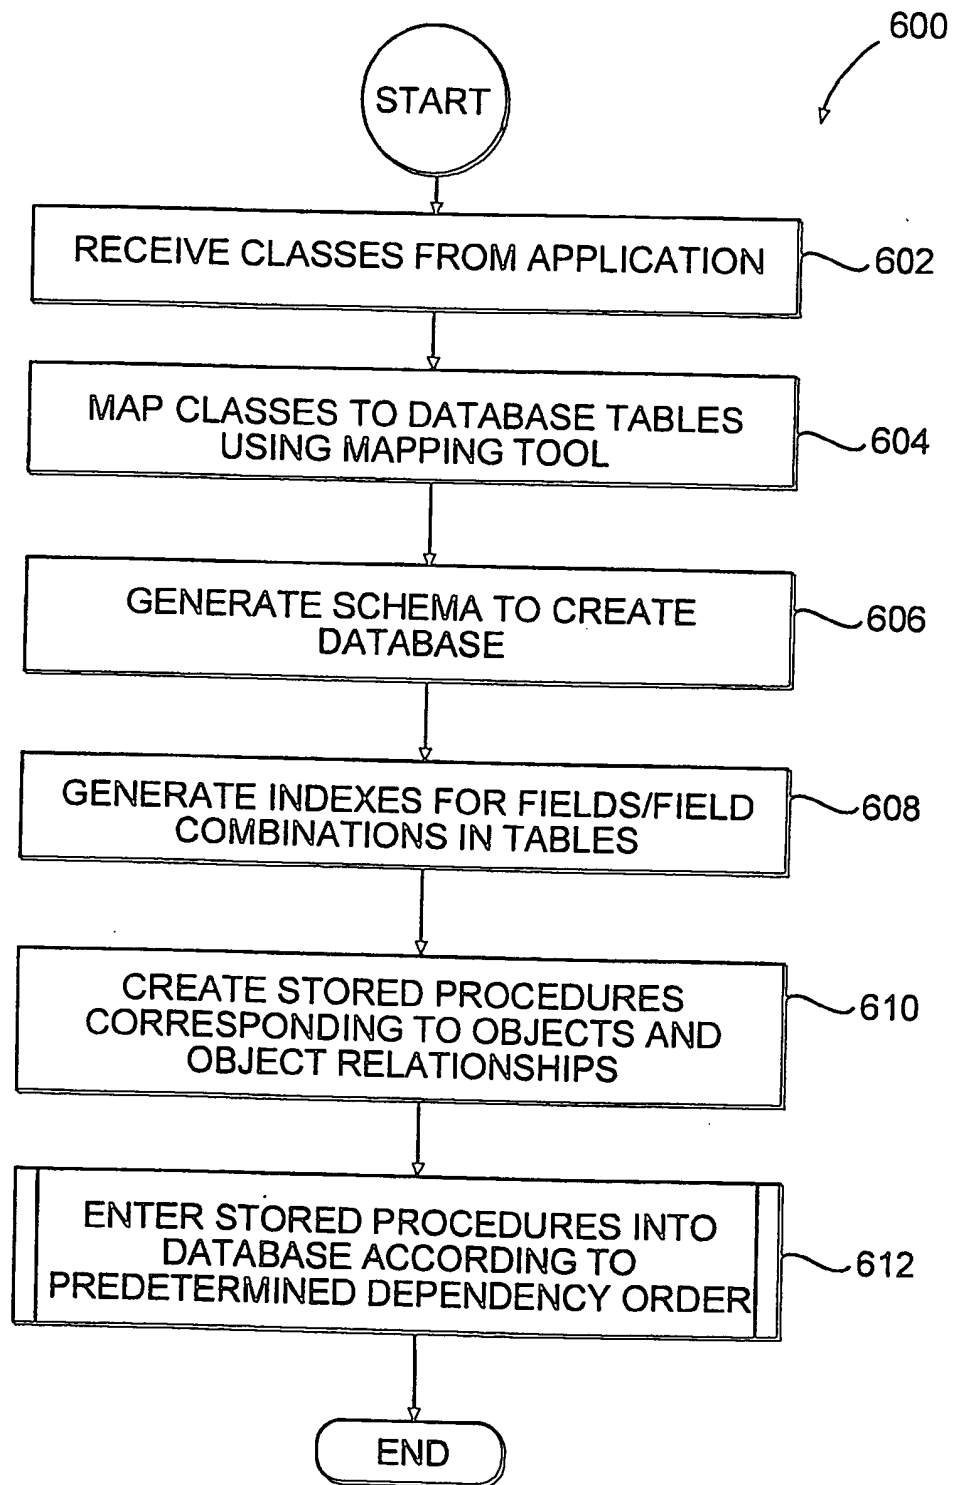 600
START
RECEIVE CLASSES FROM APPLICATION
602
MAP CLASSES TO DATABASE TABLES
USING MAPPING TOOL
604
GENERATE SCHEMA TO CREATE
DATABASE
606
GENERATE INDEXES FOR FIELDS/FIELD
COMBINATIONS IN TABLES
608
CREATE STORED PROCEDURES
CORRESPONDING TO OBJECTS AND
OBJECT RELATIONSHIPS
610
ENTER STORED PROCEDURES INTO
DATABASE ACCORDING TO
PREDETERMINED DEPENDENCY ORDER
612
END